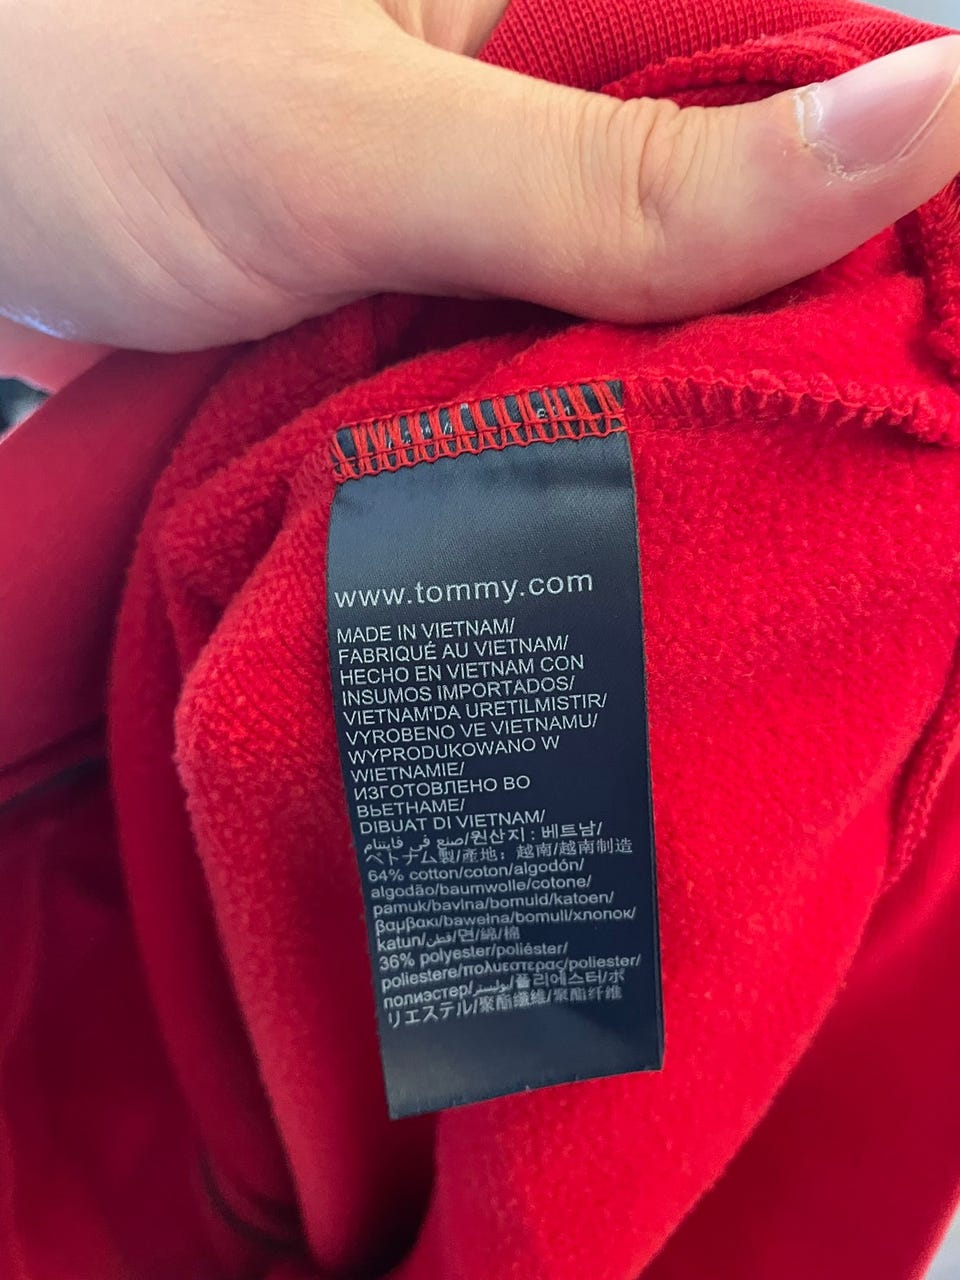 www.tommy.com
MADE IN VIETNAM/
FABRIQUÉ AU VIETNAM/
HECHO EN VIETNAM CON
INSUMOS IMPORTADOS/
VIETNAM'DA URETILMISTIR/
VYROBENO VE VIETNAMU/
WYPRODUKOWANO W
WIETNAMIE/
ИЗГОТОВЛЕНО ВО
ВЬЕТНАМЕ/
DIBUAT DI VIETNAM/
صنع في فايتنام/원산지 : 베트남/
ベトナム製/產地：越南/越南制造
64% cotton/coton/algodón/
algodão/baumwolle/cotone/
pamuk/bavlna/bomuld/katoen/
βαμβακι/bawełna/bomull/хлопок/
katun/قطن/면/綿/棉
36% polyester/poliéster/
poliestere/πολυεστερας/poliester/
полиэстер/بوليستر/폴리에스터/ポ
リエステル/聚酯纖維/聚酯纤维